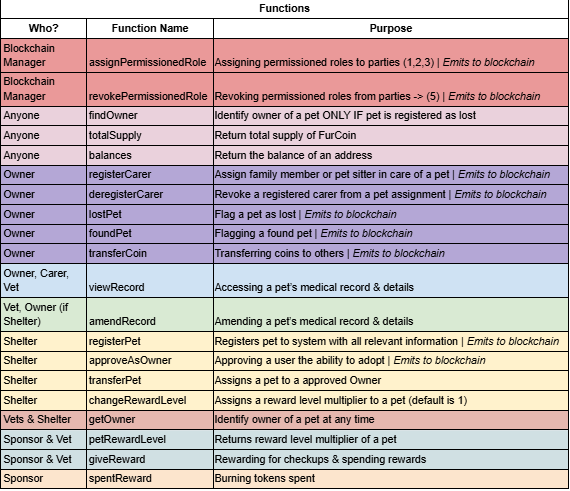 Functions
Who? Function Name Purpose
Blockchain
Manager assignPermissionedRole Assigning permissioned roles to parties (1,2,3) | Emits to blockchain
Blockchain
Manager revokePermissionedRole Revoking permissioned roles from parties -> (5) | Emits to blockchain
Anyone findOwner Identify owner of a pet ONLY IF pet is registered as lost
Anyone totalSupply Return total supply of FurCoin
Anyone balances Return the balance of an address
Owner registerCarer Assign family member or pet sitter in care of a pet | Emits to blockchain
Owner deregisterCarer Revoke a registered carer from a pet assignment | Emits to blockchain
Owner lostPet Flag a pet as lost | Emits to blockchain
Owner foundPet Flagging a found pet | Emits to blockchain
Owner transferCoin Transferring coins to others | Emits to blockchain
Owner, Carer,
Vet viewRecord Accessing a pet's medical record & details
Vet, Owner (if
Shelter) amendRecord Amending a pet's medical record & details
Shelter registerPet Registers pet to system with all relevant information | Emits to blockchain
Shelter approveAsOwner Approving a user the ability to adopt | Emits to blockchain
Shelter transferPet Assigns a pet to a approved Owner
Shelter changeRewardLevel Assigns a reward level multiplier to a pet (default is 1)
Vets & Shelter getOwner Identify owner of a pet at any time
Sponsor & Vet petRewardLevel Returns reward level multiplier of a pet
Sponsor & Vet giveReward Rewarding for checkups & spending rewards
Sponsor spentReward Burning tokens spent